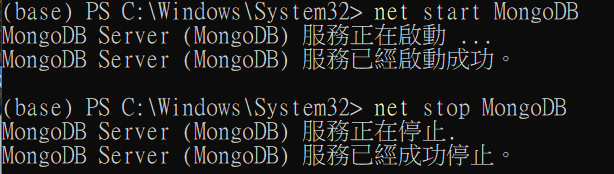 (base) PS C:\Windows\System32> net start MongoDB
MongoDB Server (MongoDB) 服務正在啟動 ...
MongoDB Server (MongoDB) 服務已經啟動成功。
(base) PS C:\Windows\System32> net stop MongoDB
MongoDB Server (MongoDB) 服務正在停止.
MongoDB Server (MongoDB) 服務已經成功停止。